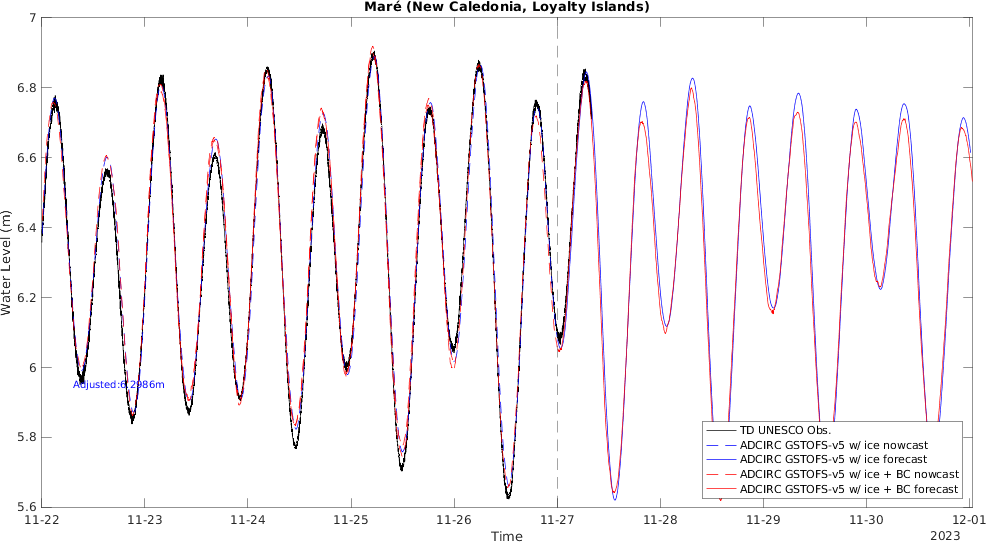 Maré (New Caledonia, Loyalty Islands)
7
6.8
6.6
6.4
6.2
6
5.8
5.6
Water Level (m)
Adjusted:6.2986m
TD UNESCO Obs.
ADCIRC GSTOFS-v5 w/ ice nowcast
ADCIRC GSTOFS-v5 w/ ice forecast
ADCIRC GSTOFS-v5 w/ ice + BC nowcast
ADCIRC GSTOFS-v5 w/ ice + BC forecast
11-22 11-23 11-24 11-25 11-26 11-27 11-28 11-29 11-30 12-01
Time
2023